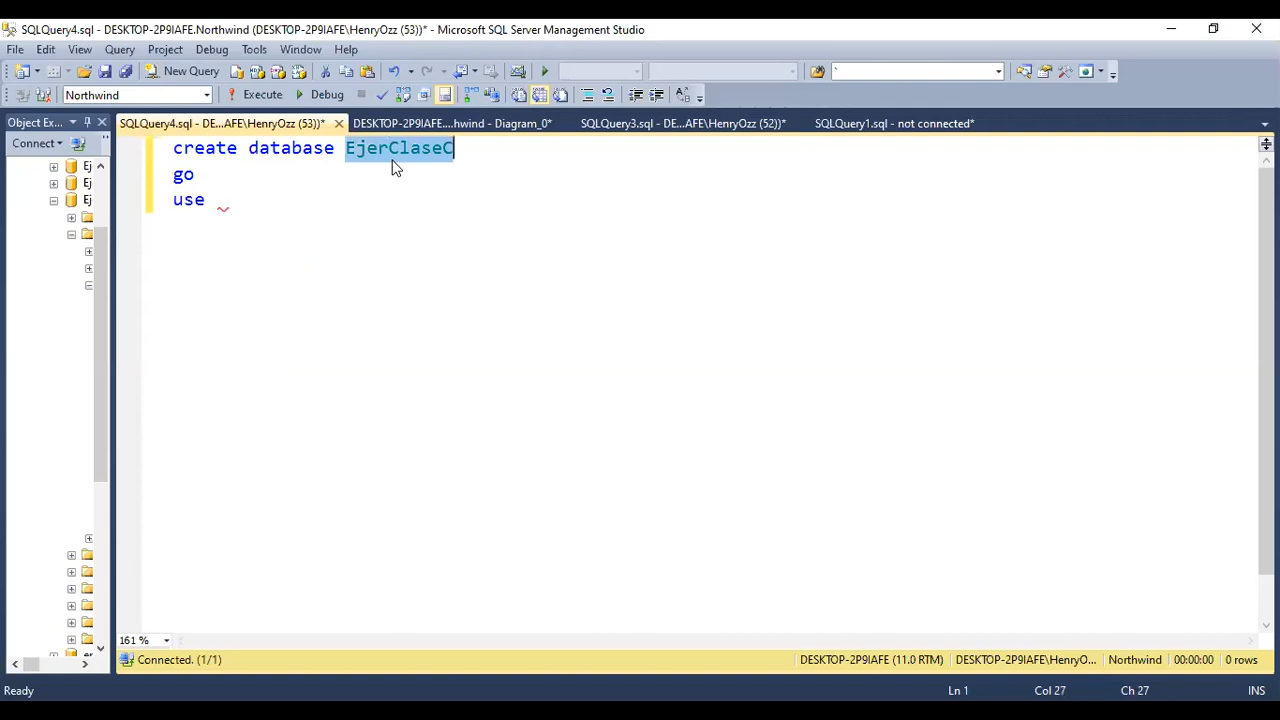 SQLQuery4.sql - DESKTOP-2P9IAFE.Northwind (DESKTOP-2P9IAFE\HenryOzz (53))* - Microsoft SQL Server Management Studio
File Edit View Query Project Debug Tools Window Help
New Query
Northwind Execute Debug
Object Ex... SQLQuery4.sql - DE...AFE\HenryOzz (53))* DESKTOP-2P9IAFE....hwind - Diagram_0* SQLQuery3.sql - DE...AFE\HenryOzz (52))* SQLQuery1.sql - not connected*
Connect
Ej
Ej
Ej
create database EjerClaseC
go
use
161 %
Connected. (1/1) DESKTOP-2P9IAFE (11.0 RTM) DESKTOP-2P9IAFE\HenryO... Northwind 00:00:00 0 rows
Ready Ln 1 Col 27 Ch 27 INS